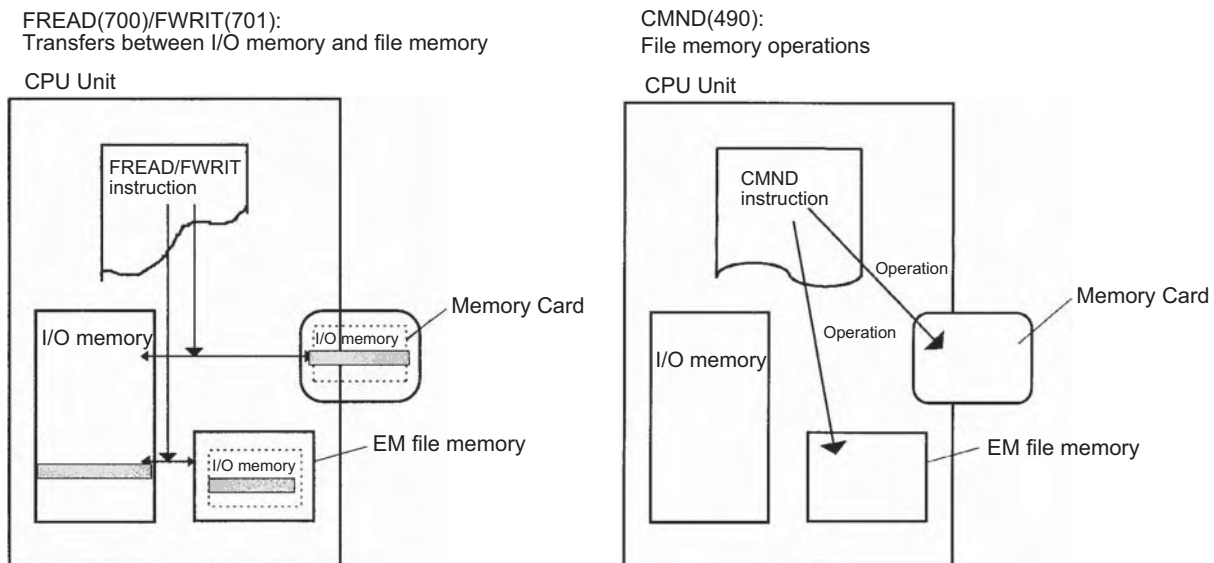 FREAD(700)/FWRIT(701):
Transfers between I/O memory and file memory
CPU Unit
FREAD/FWRIT
instruction
I/O memory
I/O memory
Memory Card
I/O memory
EM file memory
CMND(490):
File memory operations
CPU Unit
CMND
instruction
Operation
Operation
I/O memory
Memory Card
EM file memory